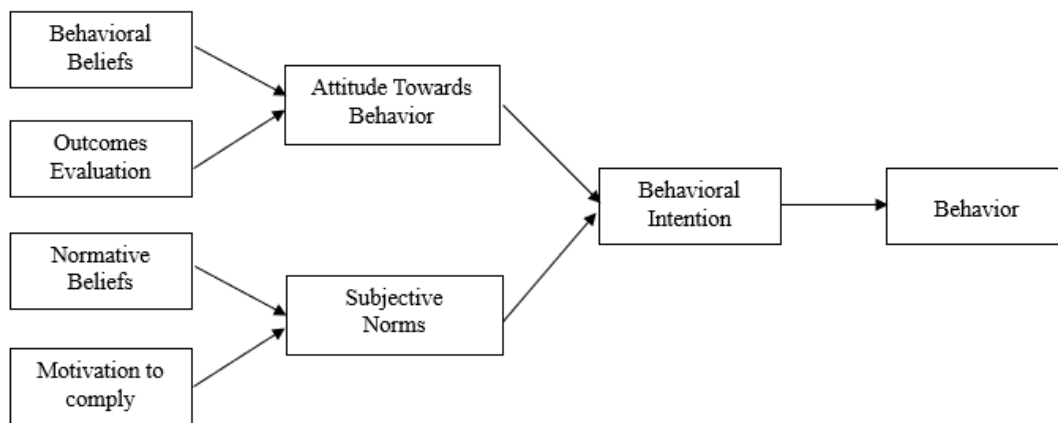 Behavioral
Beliefs
Outcomes
Evaluation
Normative
Beliefs
Motivation to
comply
Attitude Towards
Behavior
Subjective
Norms
Behavioral
Intention
Behavior